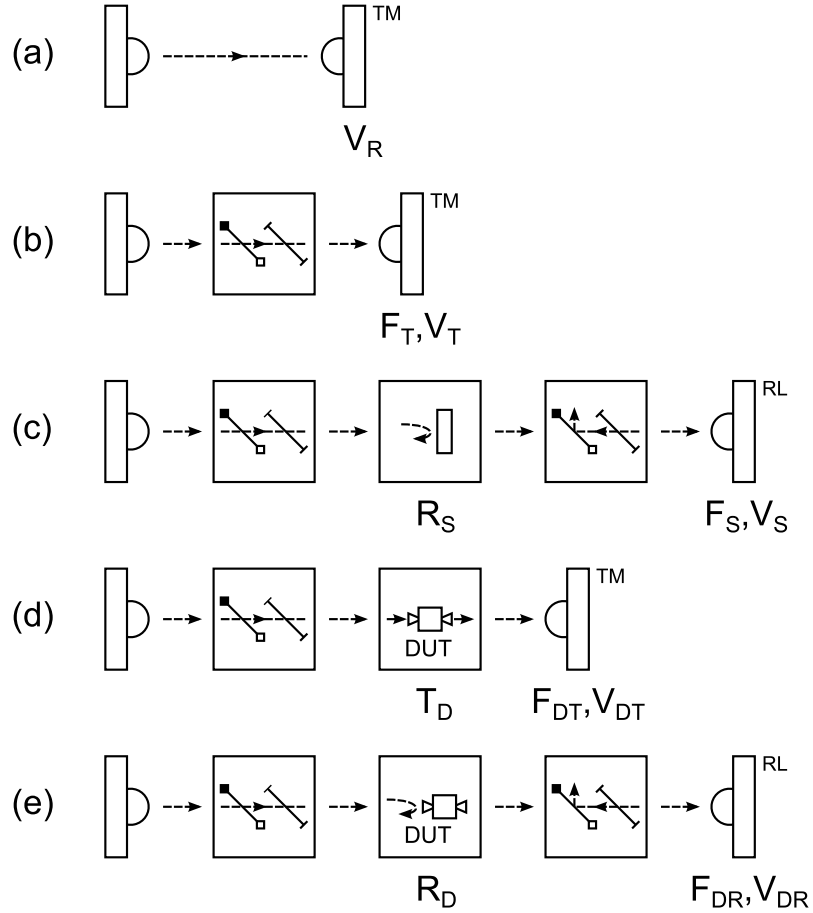 (a) TM
V_R
(b) TM
F_T,V_T
(c) RL
R_S F_S,V_S
(d) TM
DUT
T_D F_DT,V_DT
(e) RL
DUT
R_D F_DR,V_DR